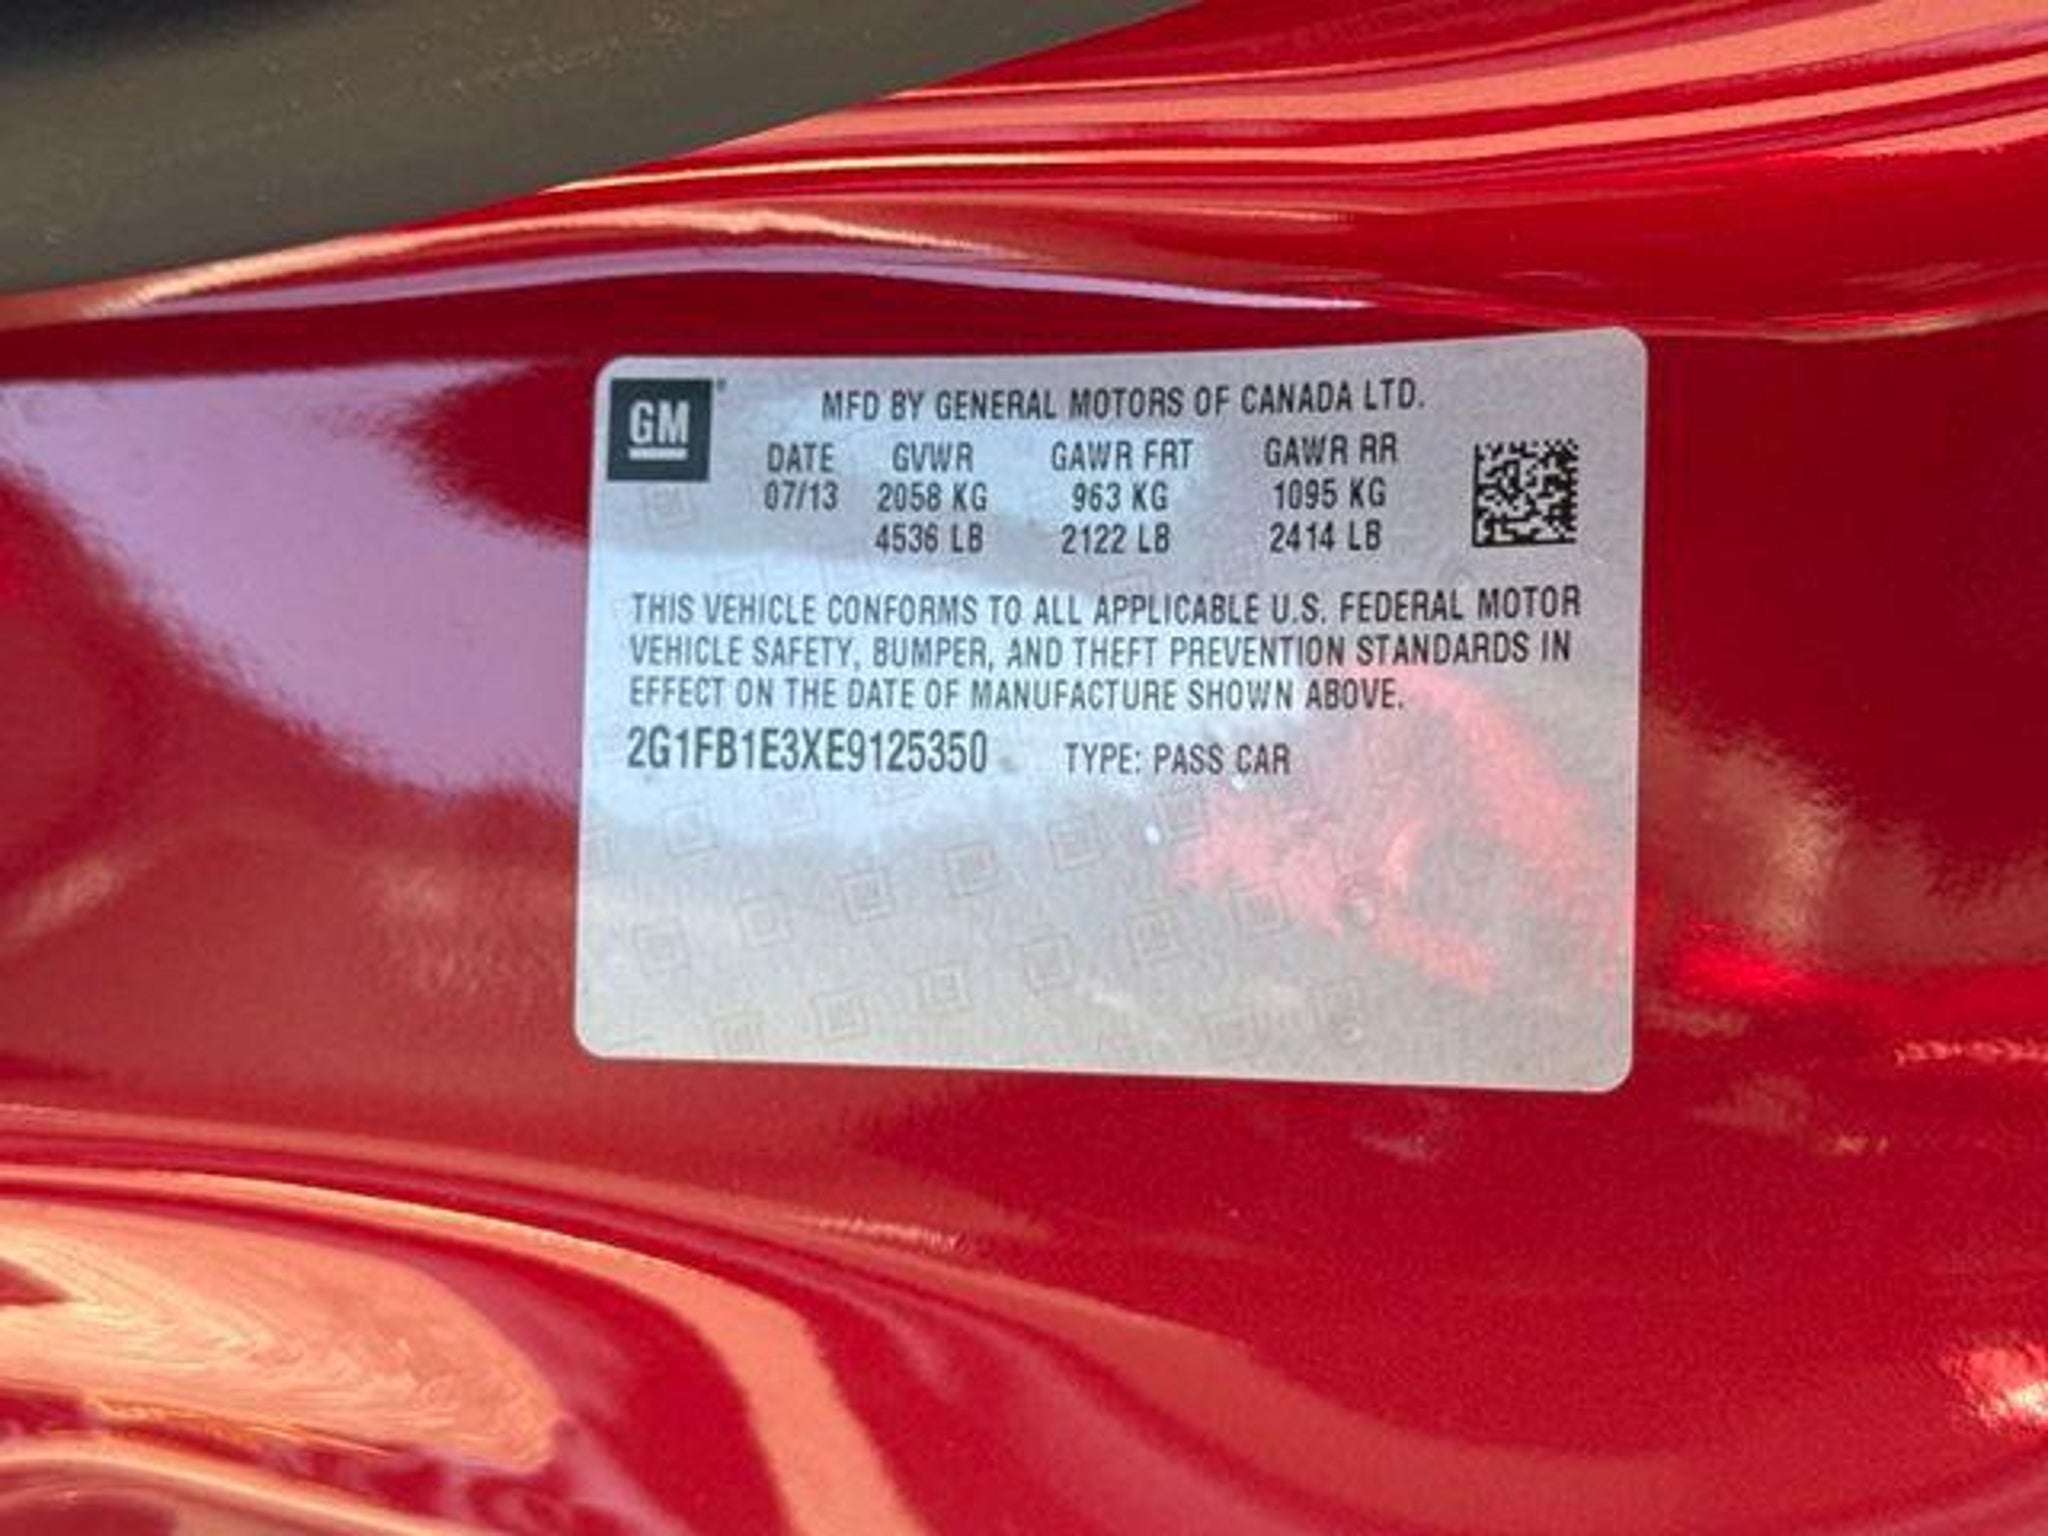 GM
MFD BY GENERAL MOTORS OF CANADA LTD.
DATE GVWR GAWR FRT GAWR RR
07/13 2058 KG 963 KG 1095 KG
4536 LB 2122 LB 2414 LB
THIS VEHICLE CONFORMS TO ALL APPLICABLE U.S. FEDERAL MOTOR
VEHICLE SAFETY, BUMPER, AND THEFT PREVENTION STANDARDS IN
EFFECT ON THE DATE OF MANUFACTURE SHOWN ABOVE.
2G1FB1E3XE9125350 TYPE: PASS CAR